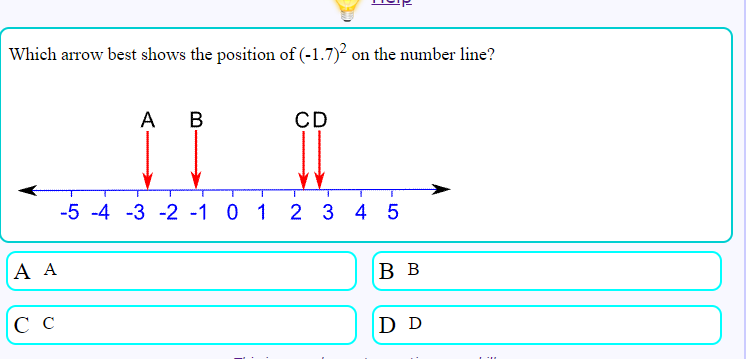 Help
Which arrow best shows the position of (-1.7)² on the number line?
A B C D
-5 -4 -3 -2 -1 0 1 2 3 4 5
A A
B B
C C
D D